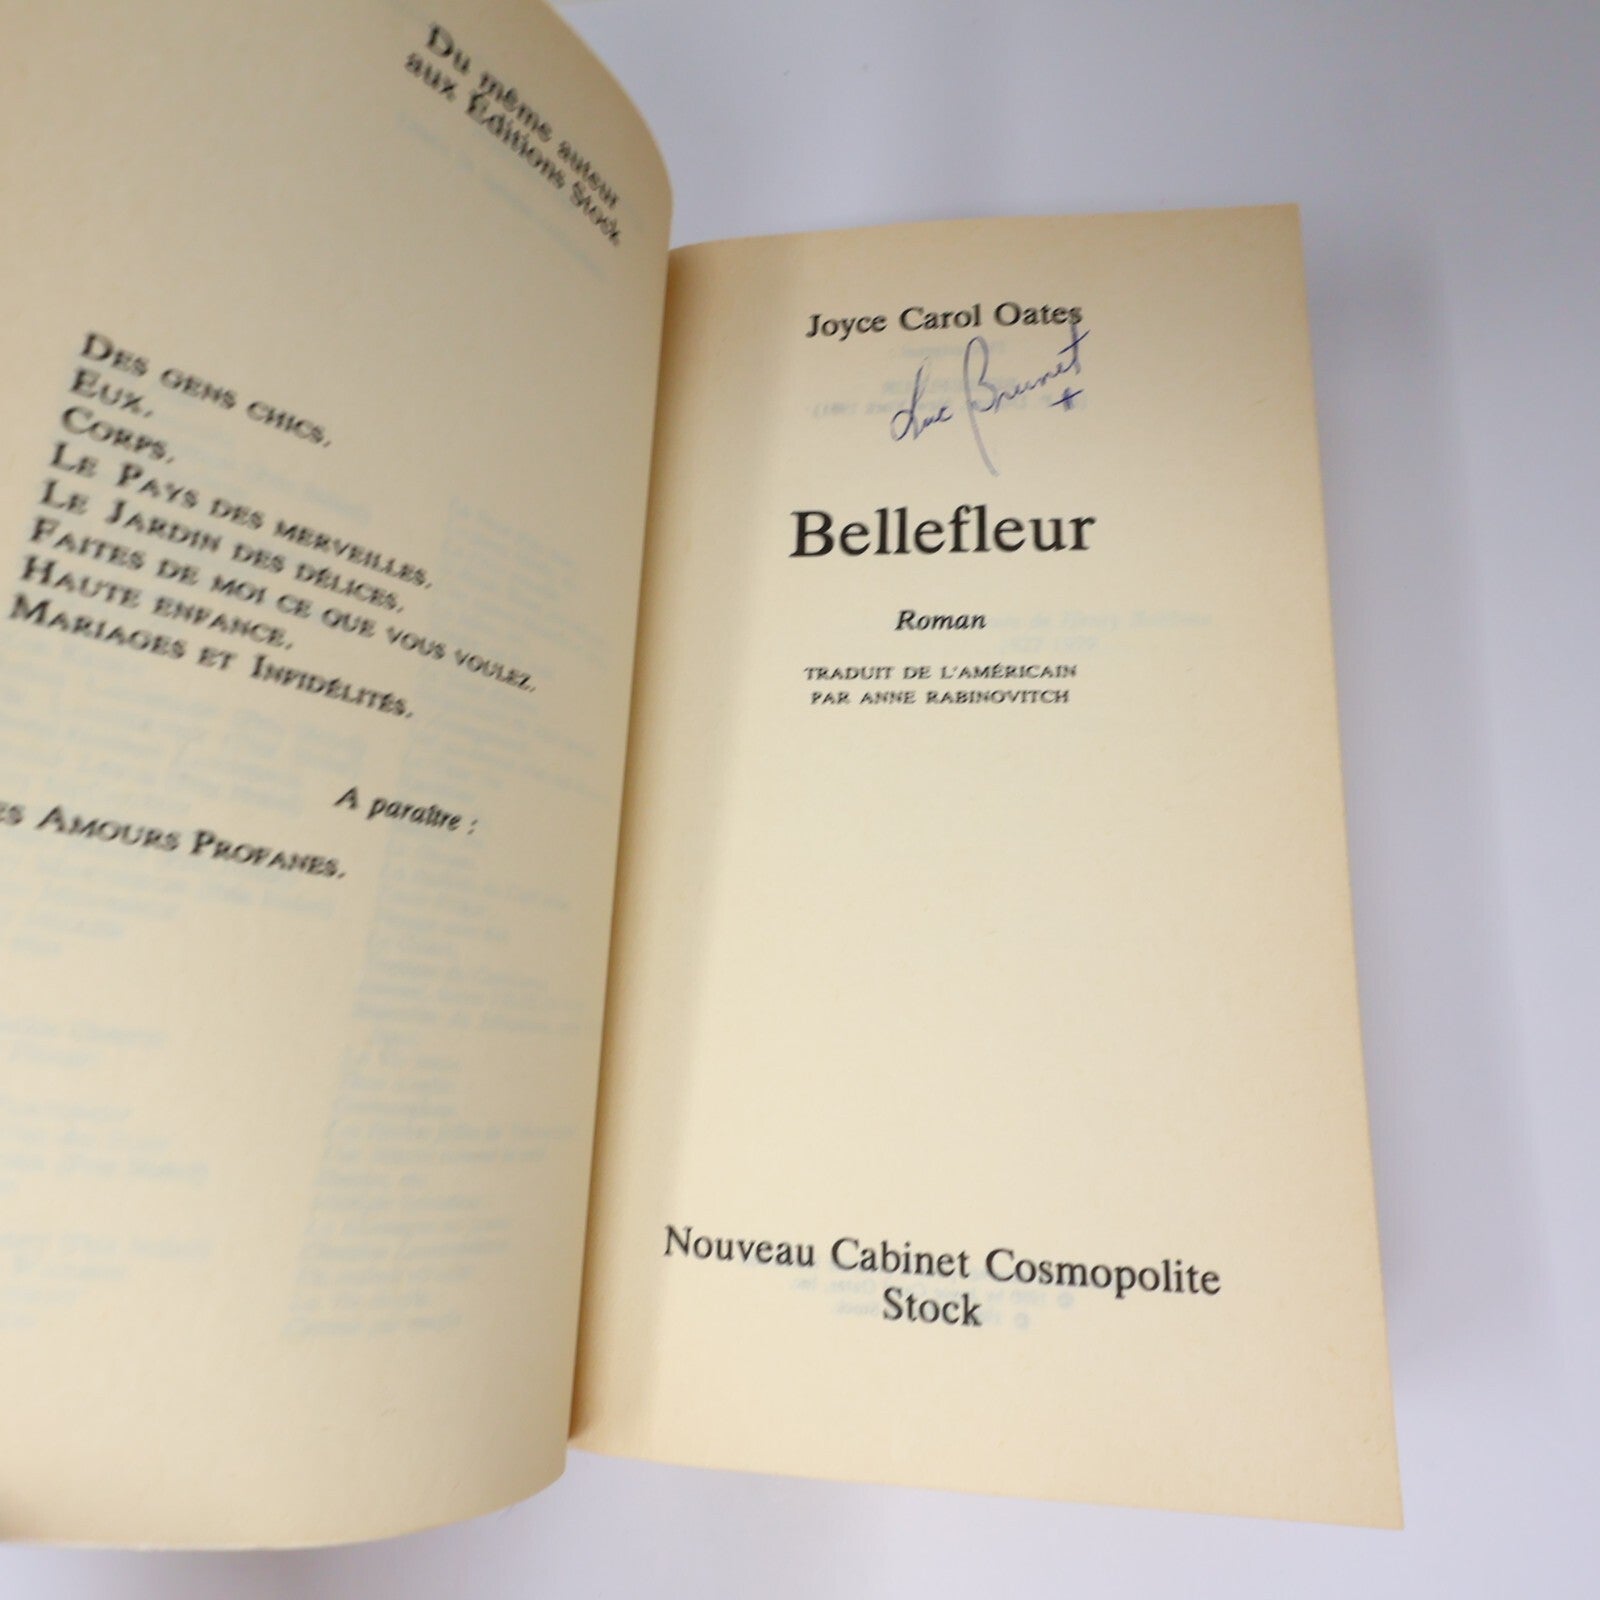 Du même auteur
aux Éditions Stock
DES GENS CHICS.
EUX.
CORPS.
LE PAYS DES MERVEILLES.
LE JARDIN DES DÉLICES.
FAITES DE MOI CE QUE VOUS VOULEZ.
HAUTE ENFANCE.
MARIAGES ET INFIDÉLITÉS.
A paraître :
AMOURS PROFANES.
Joyce Carol Oates
Luc Brunet
Bellefleur
Roman
TRADUIT DE L'AMÉRICAIN
PAR ANNE RABINOVITCH
Nouveau Cabinet Cosmopolite
Stock